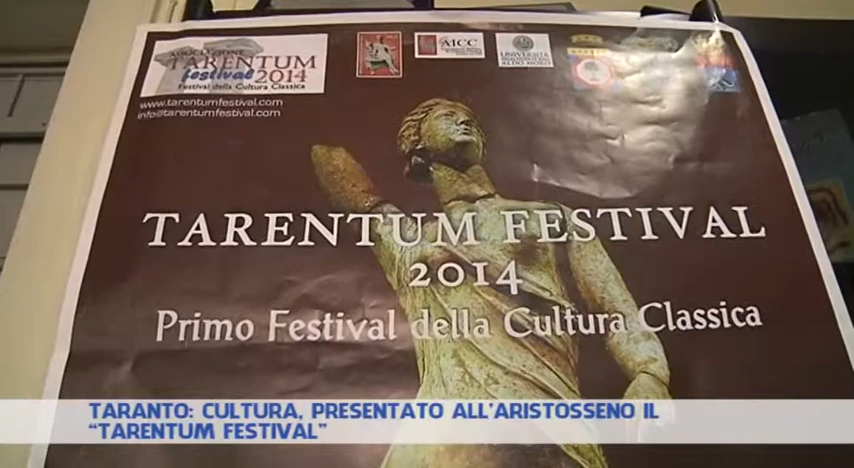 ASSOCIAZIONE
TARENTUM
festival 2014
Festival della Cultura Classica
www.tarentumfestival.com
info@tarentumfestival.com
AICC
UNIVERSITÀ
ALDO MORO
TARENTUM FESTIVAL
2014
Primo Festival della Cultura Classica
TARANTO: CULTURA, PRESENTATO ALL'ARISTOSSENO IL
"TARENTUM FESTIVAL"